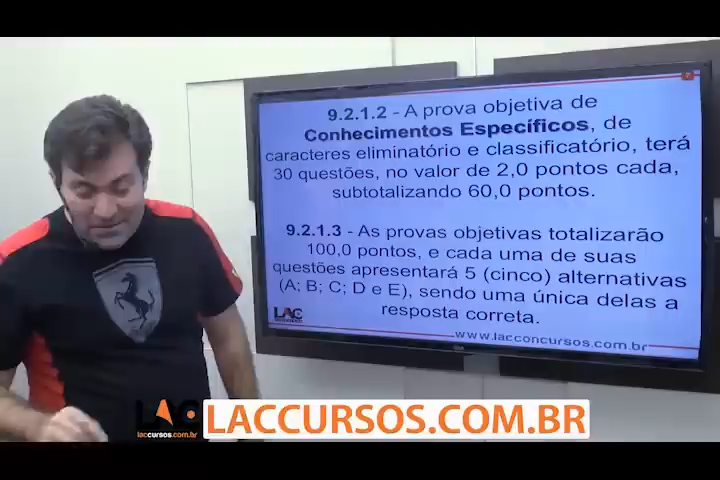 9.2.1.2 - A prova objetiva de
Conhecimentos Específicos, de
caracteres eliminatório e classificatório, terá
30 questões, no valor de 2,0 pontos cada,
subtotalizando 60,0 pontos.
9.2.1.3 - As provas objetivas totalizarão
100,0 pontos, e cada uma de suas
questões apresentará 5 (cinco) alternativas
(A; B; C; D e E), sendo uma única delas a
resposta correta.
LAC
www.lacconcursos.com.br
LAC
laccursos.com.br
LACCURSOS.COM.BR